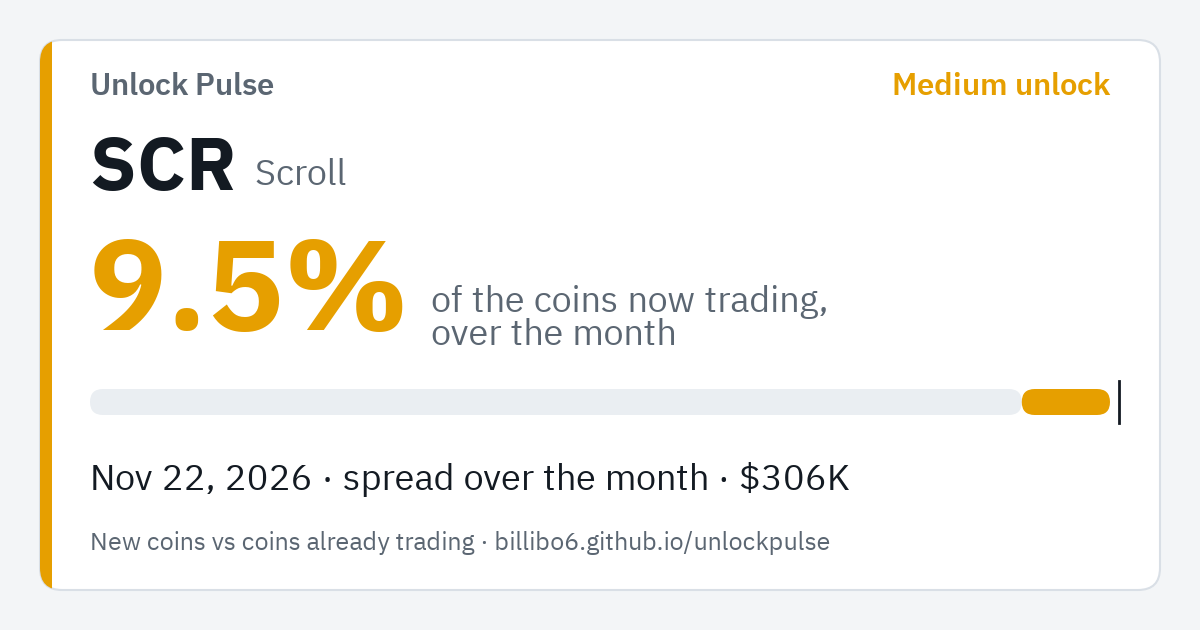 Unlock Pulse
Medium unlock
SCR Scroll
9.5% of the coins now trading,
over the month
Nov 22, 2026 · spread over the month · $306K
New coins vs coins already trading · billibo6.github.io/unlockpulse